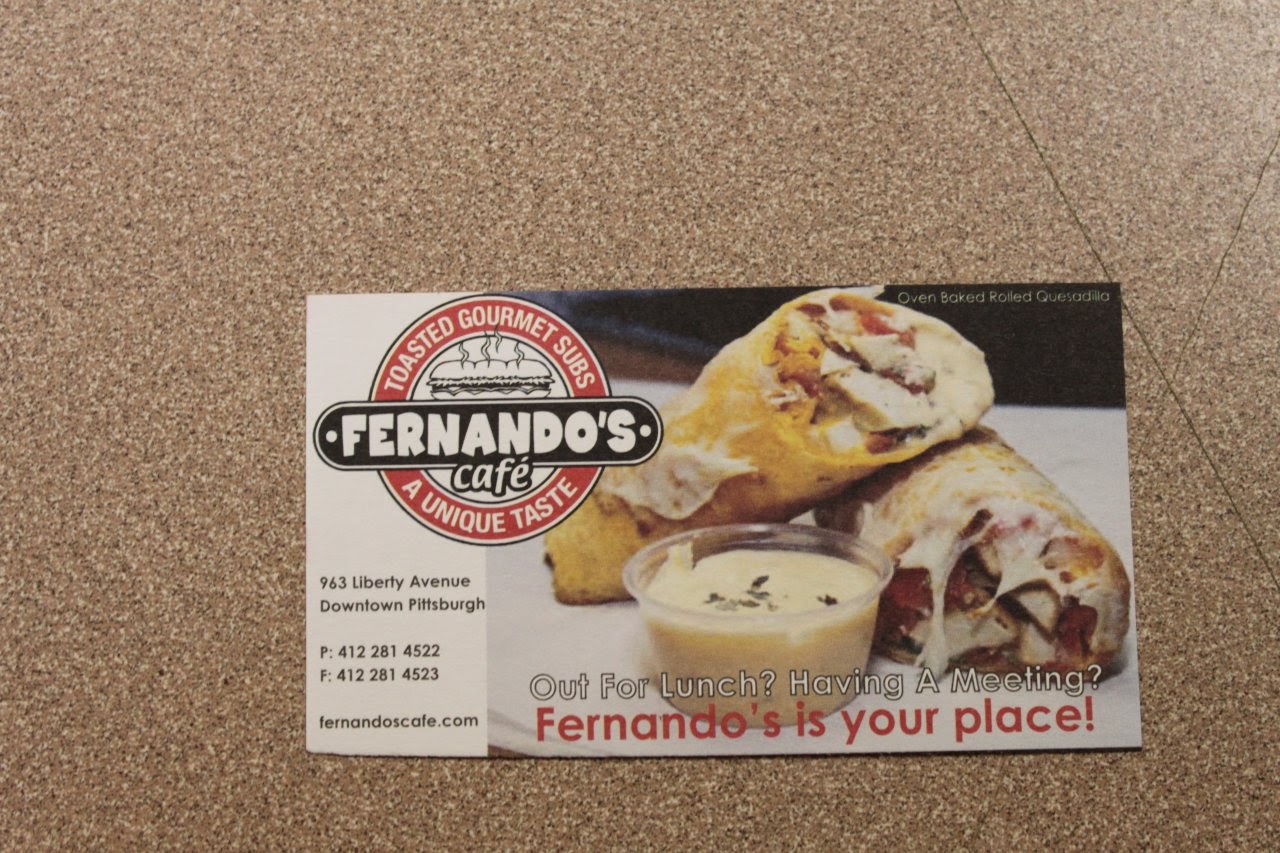 TOASTED GOURMET SUBS
FERNANDO'S
café
A UNIQUE TASTE
963 Liberty Avenue
Downtown Pittsburgh
P: 412 281 4522
F: 412 281 4523
fernandoscafe.com
Oven Baked Rolled Quesadilla
Out For Lunch? Having A Meeting?
Fernando's is your place!